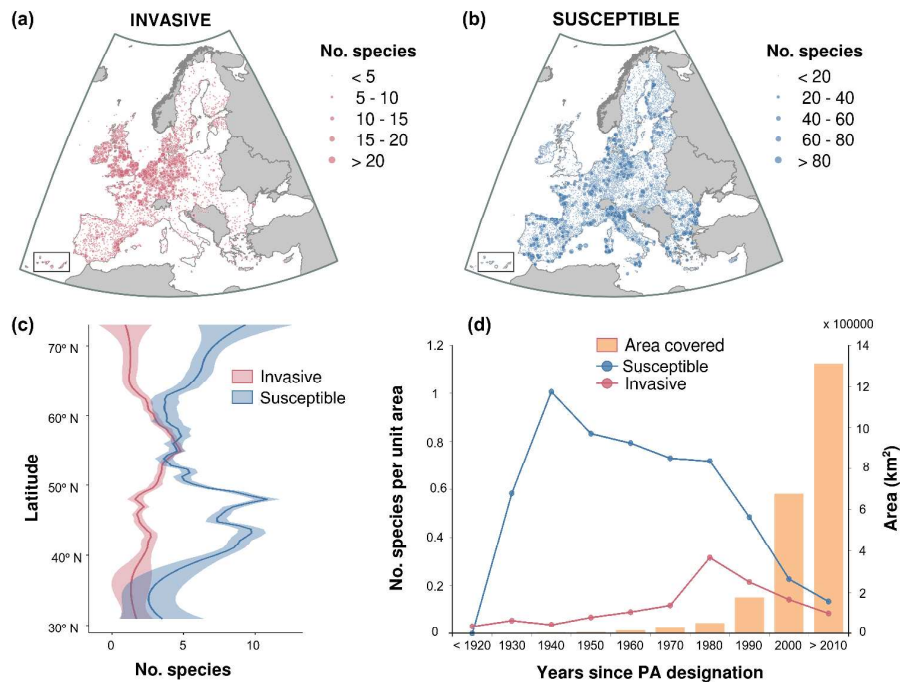 (a)
INVASIVE
No. species
< 5
5 - 10
10 - 15
15 - 20
> 20
(b)
SUSCEPTIBLE
No. species
< 20
20 - 40
40 - 60
60 - 80
> 80
(c)
70º N
60º N
50º N
40º N
30º N
Latitude
Invasive
Susceptible
0
5
10
No. species
(d)
x 100000
Area covered
Susceptible
Invasive
1.2
1
0.8
0.6
0.4
0.2
0
No. species per unit area
14
12
10
8
6
4
2
0
Area (km²)
< 1920 1930 1940 1950 1960 1970 1980 1990 2000 > 2010
Years since PA designation